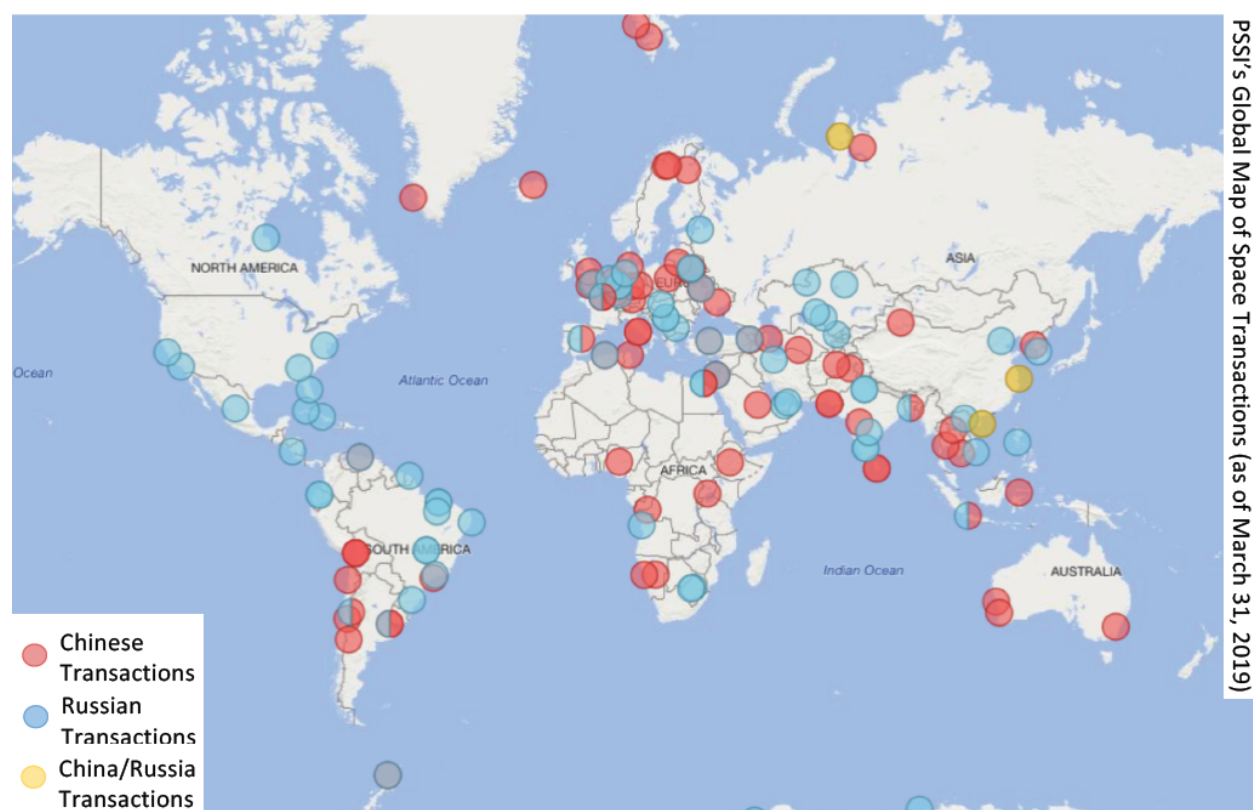 PSSI's Global Map of Space Transactions (as of March 31, 2019)
NORTH AMERICA
ASIA
EUR
Ocean
Atlantic Ocean
AFRICA
SOUTH AMERICA
Indian Ocean
AUSTRALIA
Chinese
Transactions
Russian
Transactions
China/Russia
Transactions